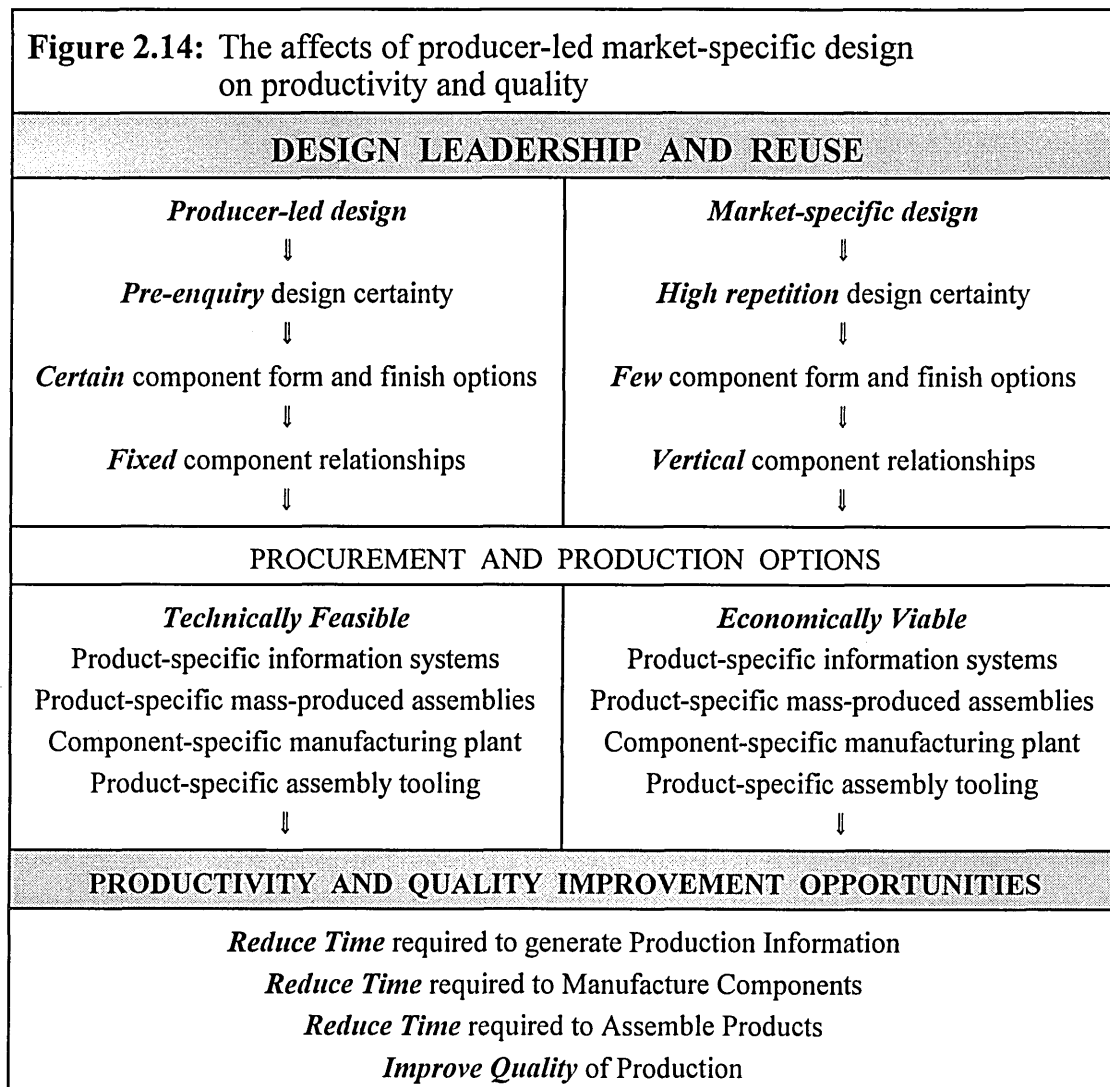 Figure 2.14: The affects of producer-led market-specific design
on productivity and quality
DESIGN LEADERSHIP AND REUSE
Producer-led design
⇓
Pre-enquiry design certainty
⇓
Certain component form and finish options
⇓
Fixed component relationships
⇓
Market-specific design
⇓
High repetition design certainty
⇓
Few component form and finish options
⇓
Vertical component relationships
⇓
PROCUREMENT AND PRODUCTION OPTIONS
Technically Feasible
Product-specific information systems
Product-specific mass-produced assemblies
Component-specific manufacturing plant
Product-specific assembly tooling
⇓
Economically Viable
Product-specific information systems
Product-specific mass-produced assemblies
Component-specific manufacturing plant
Product-specific assembly tooling
⇓
PRODUCTIVITY AND QUALITY IMPROVEMENT OPPORTUNITIES
Reduce Time required to generate Production Information
Reduce Time required to Manufacture Components
Reduce Time required to Assemble Products
Improve Quality of Production